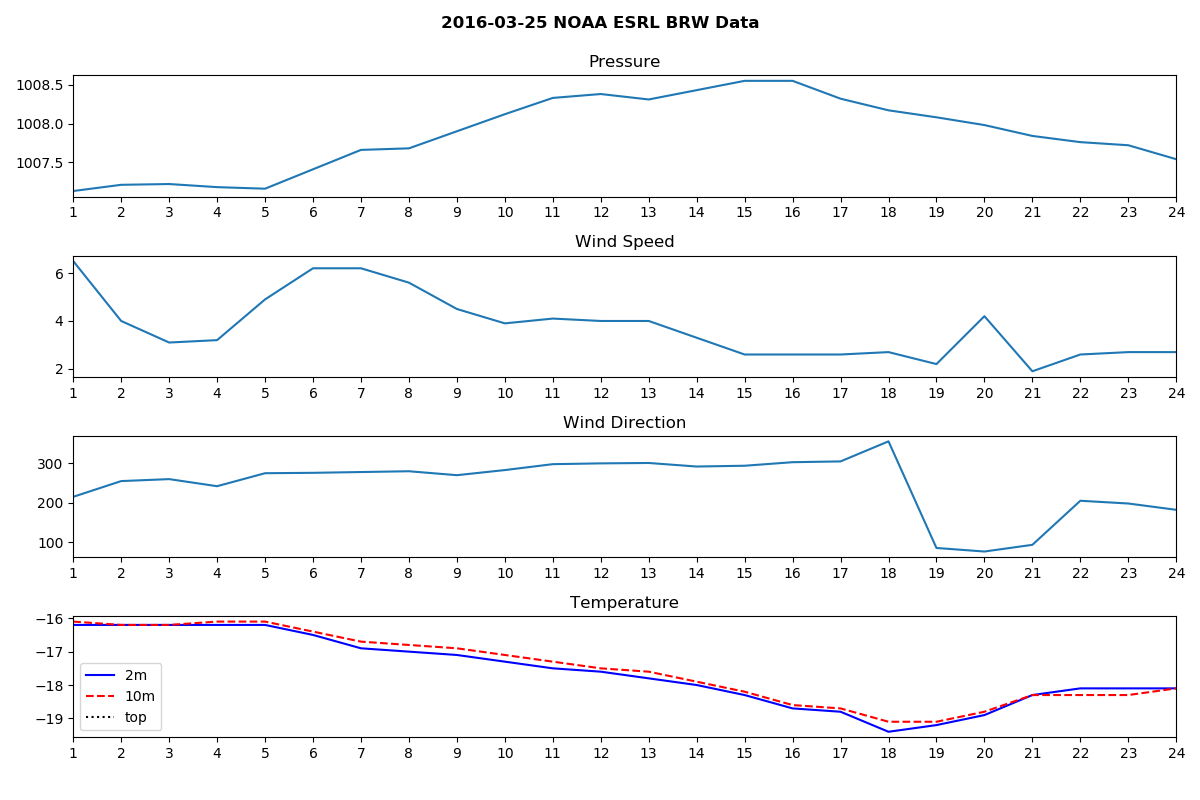 2016-03-25 NOAA ESRL BRW Data
Pressure
1008.5
1008.0
1007.5
1 2 3 4 5 6 7 8 9 10 11 12 13 14 15 16 17 18 19 20 21 22 23 24
Wind Speed
6
4
2
1 2 3 4 5 6 7 8 9 10 11 12 13 14 15 16 17 18 19 20 21 22 23 24
Wind Direction
300
200
100
1 2 3 4 5 6 7 8 9 10 11 12 13 14 15 16 17 18 19 20 21 22 23 24
Temperature
−16
−17
−18
−19
2m
10m
top
1 2 3 4 5 6 7 8 9 10 11 12 13 14 15 16 17 18 19 20 21 22 23 24